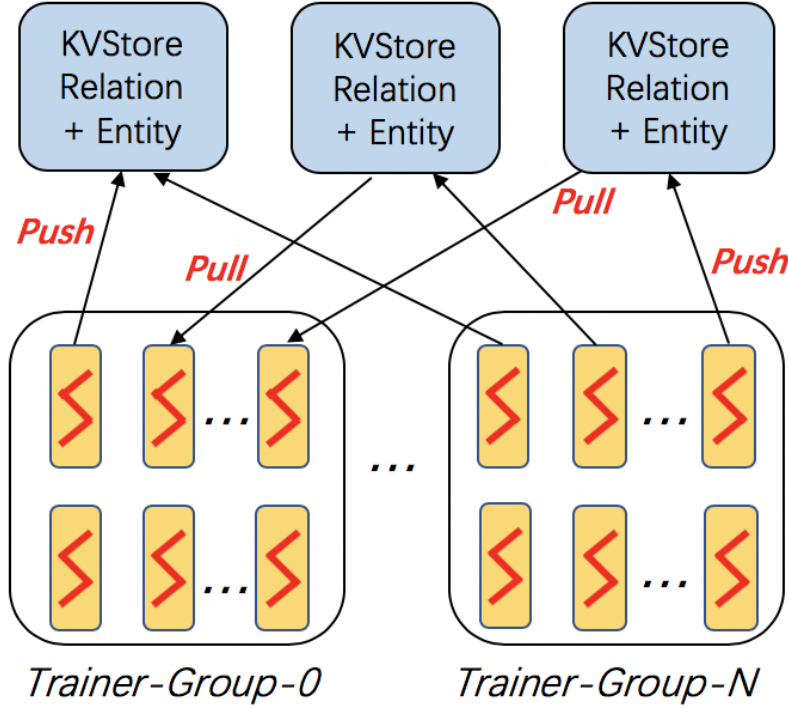 KVStore
Relation
+ Entity
KVStore
Relation
+ Entity
KVStore
Relation
+ Entity
Push
Pull
Pull
Push
...
...
...
...
...
Trainer-Group-0
Trainer-Group-N